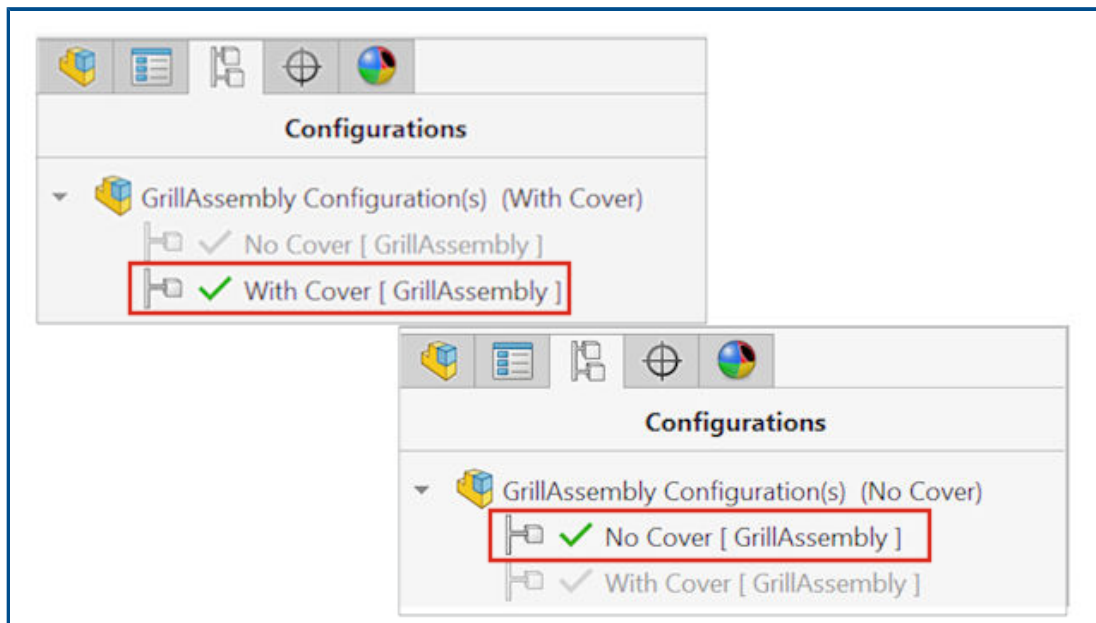 Configurations
GrillAssembly Configuration(s) (With Cover)
No Cover [ GrillAssembly ]
With Cover [ GrillAssembly ]
Configurations
GrillAssembly Configuration(s) (No Cover)
No Cover [ GrillAssembly ]
With Cover [ GrillAssembly ]